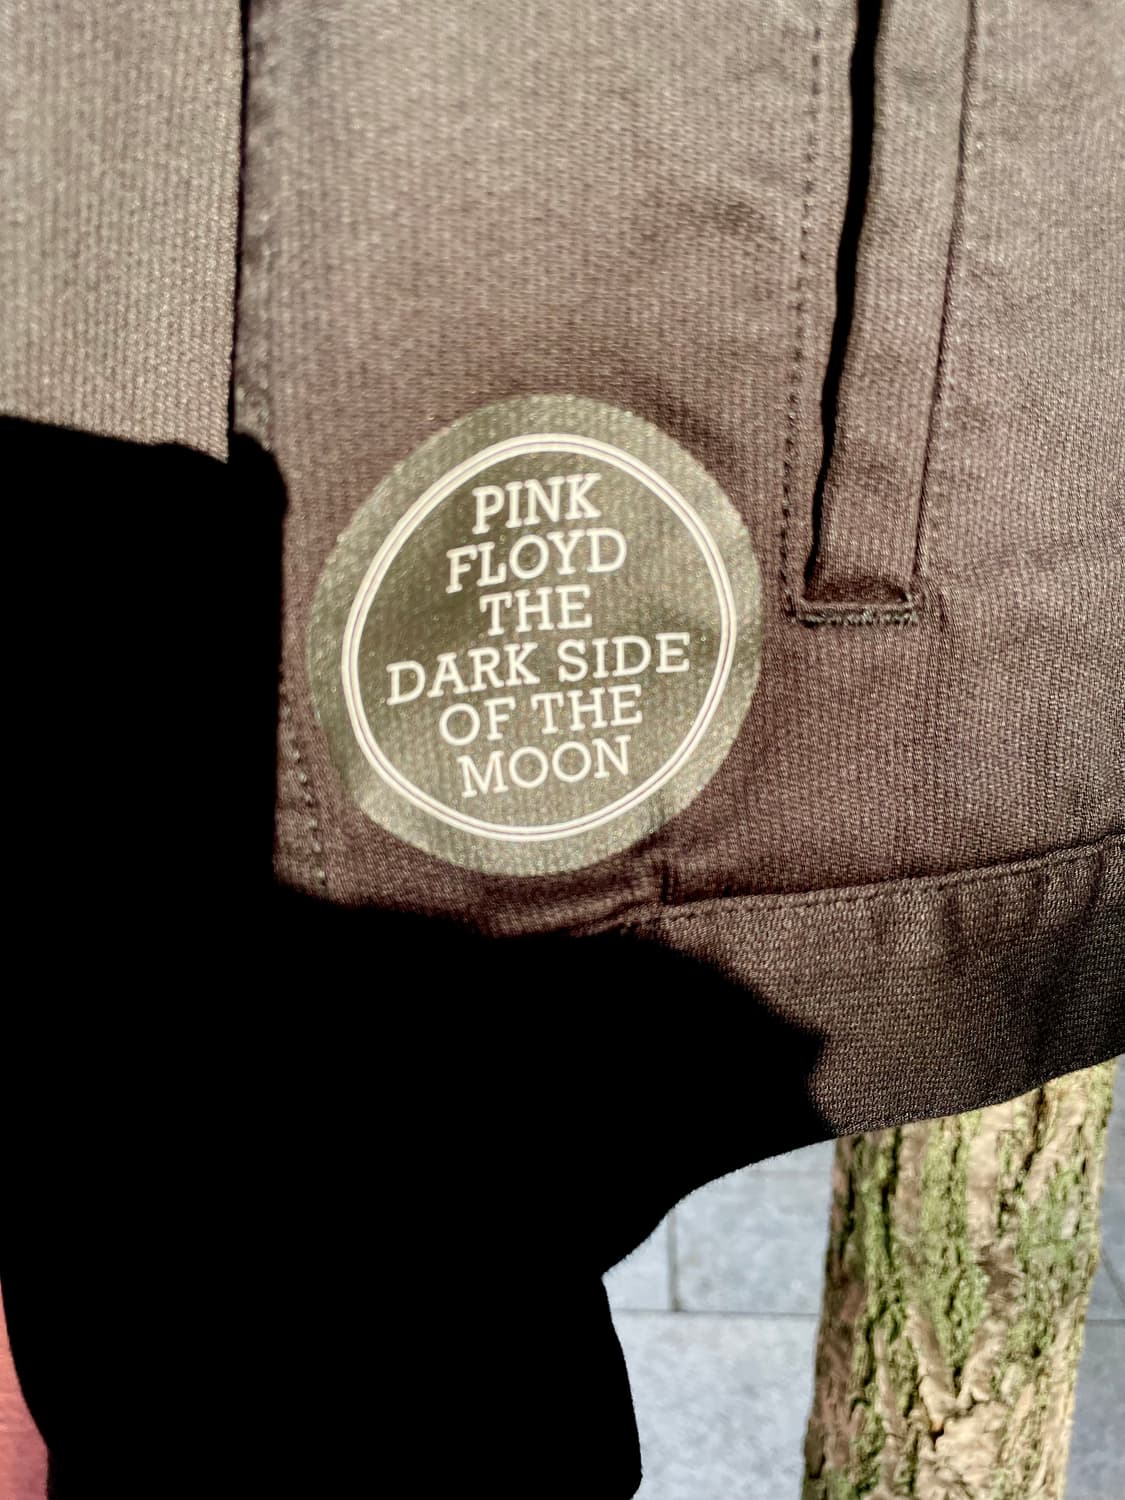 PINK
FLOYD
THE
DARK SIDE
OF THE
MOON